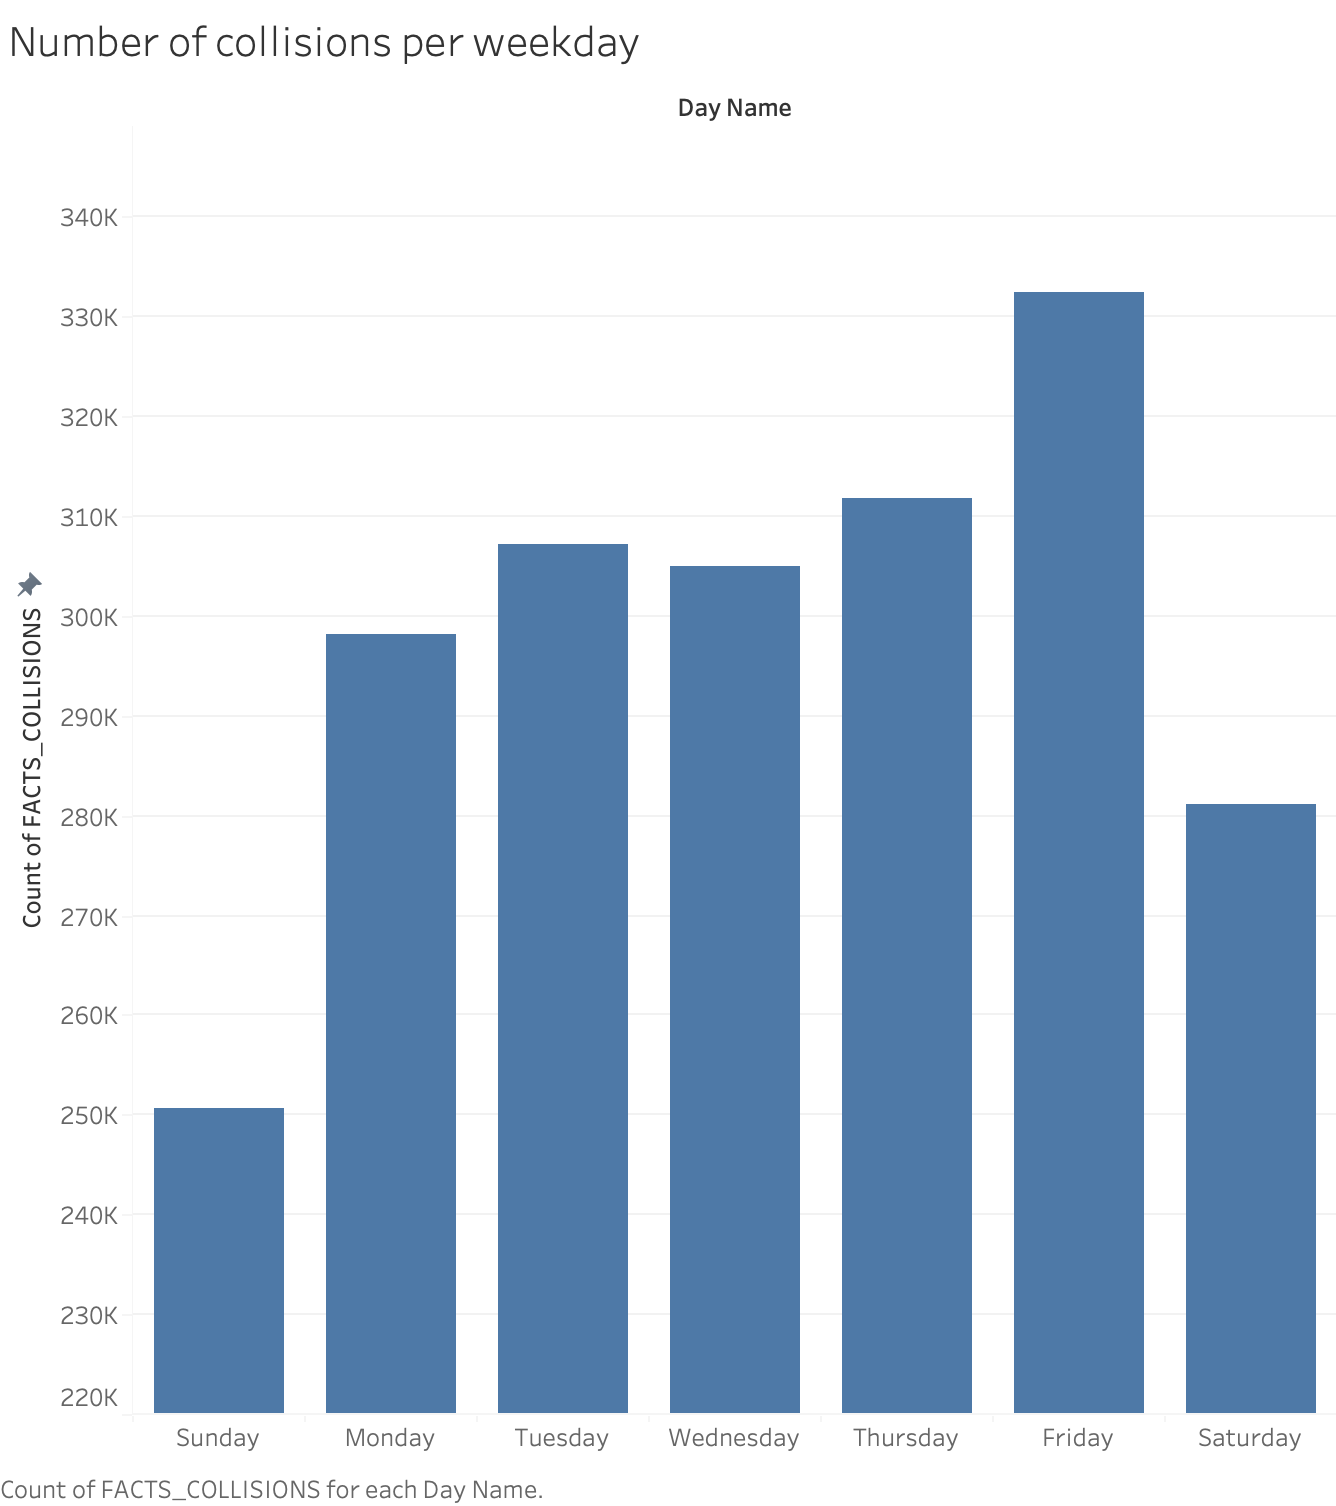 Number of collisions per weekday
Day Name
340K
330K
320K
310K
300K
290K
280K
270K
260K
250K
240K
230K
220K
Count of FACTS_COLLISIONS
Sunday
Monday
Tuesday
Wednesday
Thursday
Friday
Saturday
Count of FACTS_COLLISIONS for each Day Name.